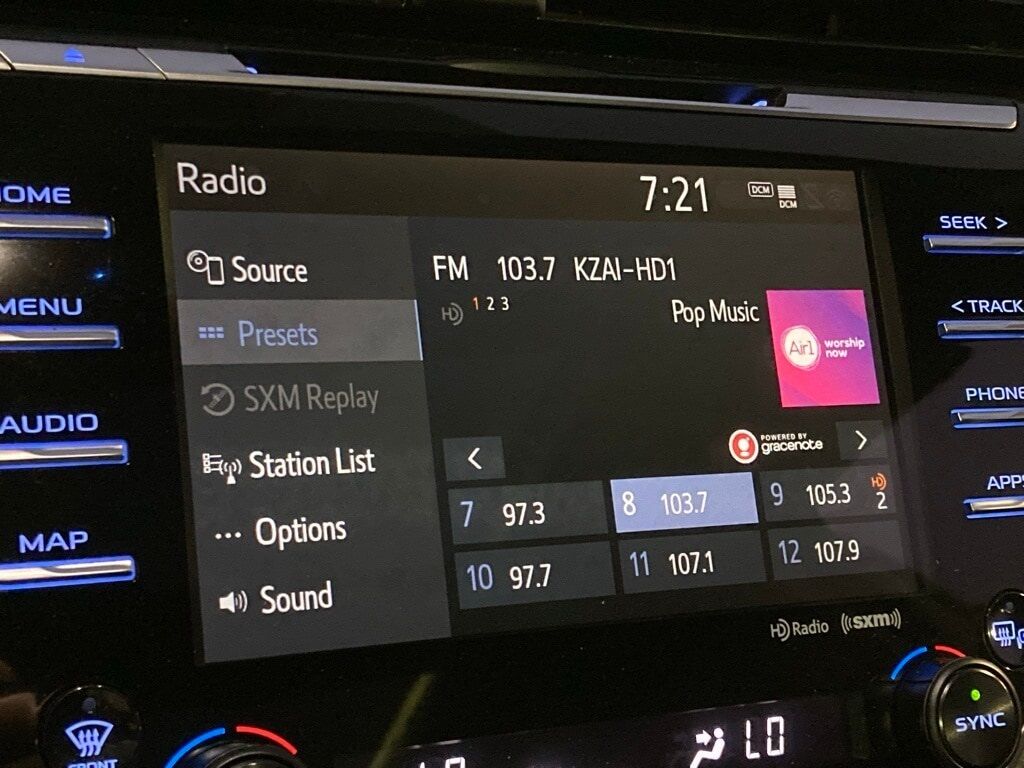 Radio
7:21
DCM
DCM
HOME
MENU
AUDIO
MAP
Source
Presets
SXM Replay
Station List
Options
Sound
FM 103.7 KZAI-HD1
HD 1 2 3
Pop Music
Air1 worship now
POWERED BY
gracenote
<
>
7 97.3
8 103.7
9 105.3 HD 2
10 97.7
11 107.1
12 107.9
HD Radio
((sxm))
SEEK >
< TRACK
PHONE
APPS
FRONT
LO
LO
SYNC